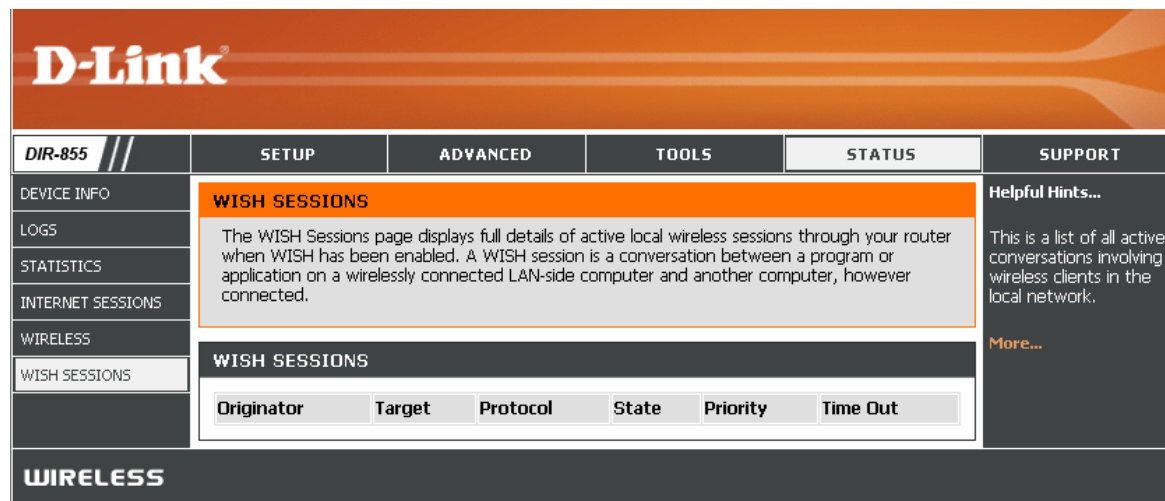 D-Link®
DIR-855
SETUP
ADVANCED
TOOLS
STATUS
SUPPORT
DEVICE INFO
LOGS
STATISTICS
INTERNET SESSIONS
WIRELESS
WISH SESSIONS
WISH SESSIONS
The WISH Sessions page displays full details of active local wireless sessions through your router
when WISH has been enabled. A WISH session is a conversation between a program or
application on a wirelessly connected LAN-side computer and another computer, however
connected.
WISH SESSIONS
Originator Target Protocol State Priority Time Out
Helpful Hints...
This is a list of all active
conversations involving
wireless clients in the
local network.
More...
WIRELESS